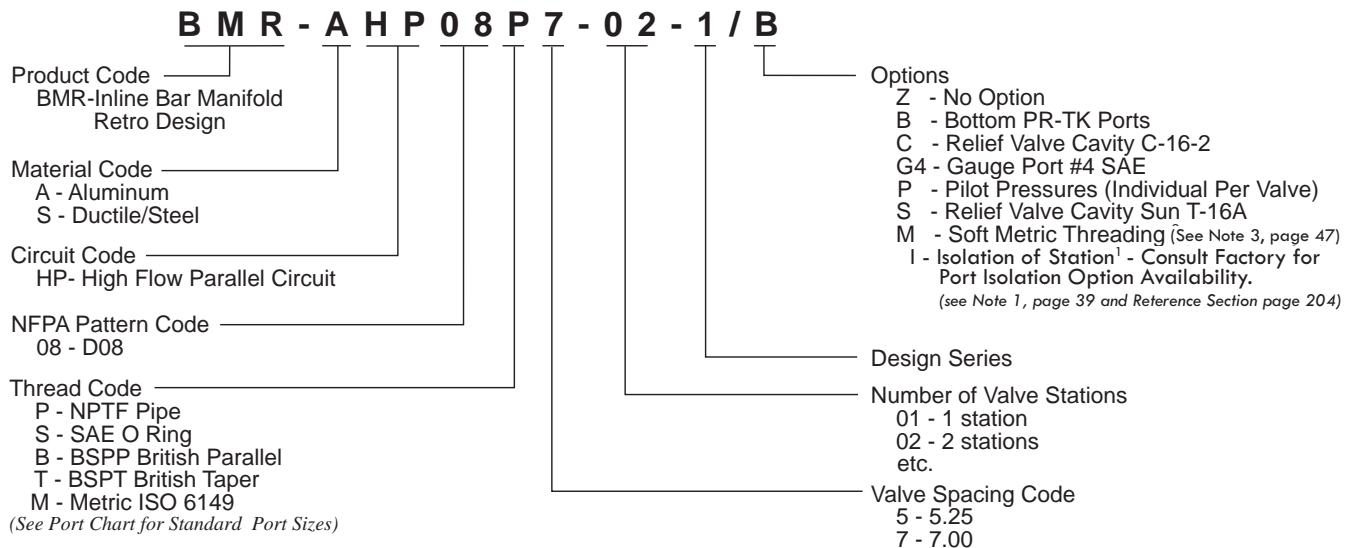 BMR-AHP08P7-02-1/B
Product Code
BMR-Inline Bar Manifold
Retro Design
Material Code
A - Aluminum
S - Ductile/Steel
Circuit Code
HP- High Flow Parallel Circuit
NFPA Pattern Code
08 - D08
Thread Code
P - NPTF Pipe
S - SAE O Ring
B - BSPP British Parallel
T - BSPT British Taper
M - Metric ISO 6149
(See Port Chart for Standard Port Sizes)
Options
Z - No Option
B - Bottom PR-TK Ports
C - Relief Valve Cavity C-16-2
G4 - Gauge Port #4 SAE
P - Pilot Pressures (Individual Per Valve)
S - Relief Valve Cavity Sun T-16A
M - Soft Metric Threading (See Note 3, page 47)
I - Isolation of Station¹ - Consult Factory for
Port Isolation Option Availability.
(see Note 1, page 39 and Reterence Section page 204)
Design Series
Number of Valve Stations
01 - 1 station
02 - 2 stations
etc.
Valve Spacing Code
5 - 5.25
7 - 7.00